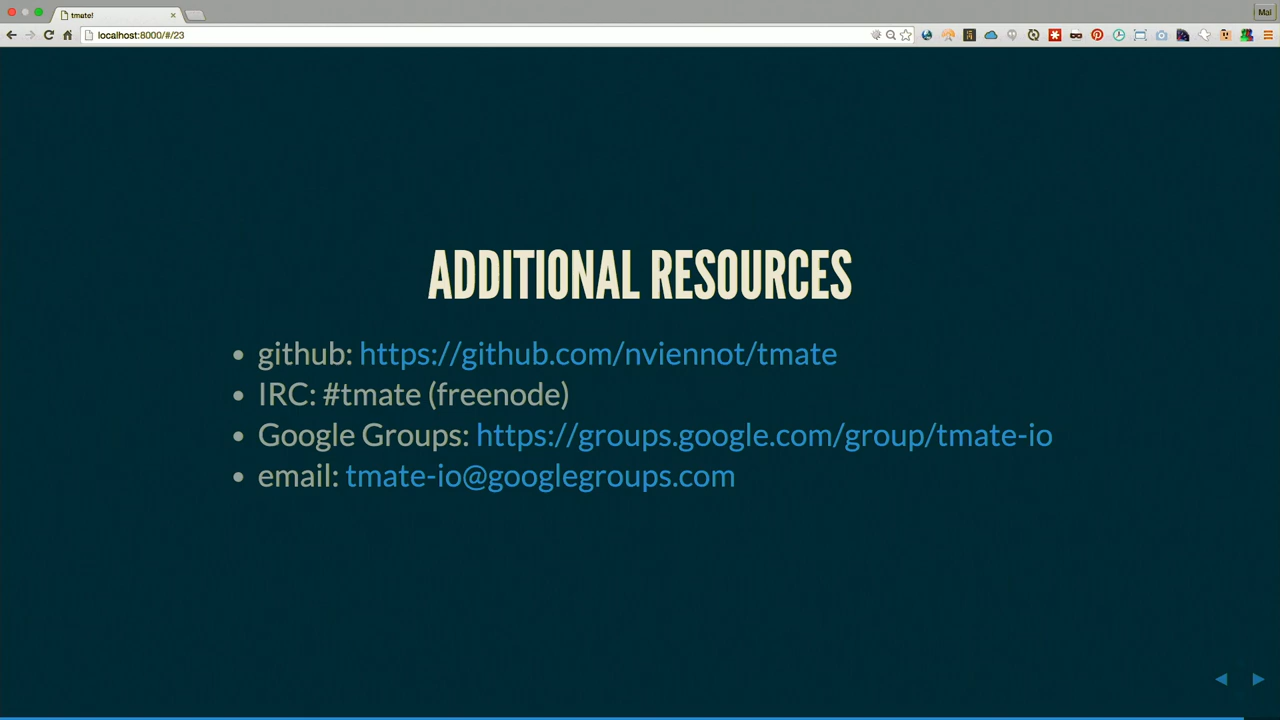 tmate!
Mal
localhost:8000/#/23
ADDITIONAL RESOURCES
• github: https://github.com/nviennot/tmate
• IRC: #tmate (freenode)
• Google Groups: https://groups.google.com/group/tmate-io
• email: tmate-io@googlegroups.com